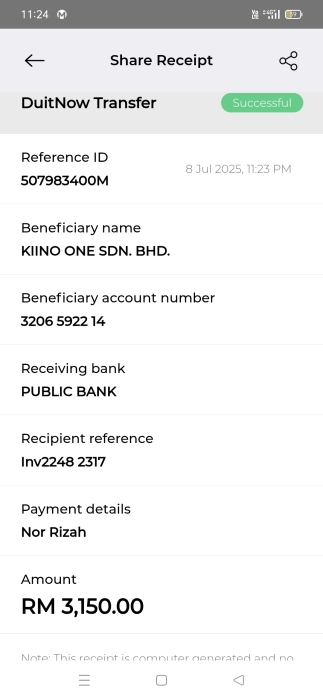 11:24
Share Receipt
DuitNow Transfer
Successful
Reference ID
8 Jul 2025, 11:23 PM
507983400M
Beneficiary name
KIINO ONE SDN. BHD.
Beneficiary account number
3206 5922 14
Receiving bank
PUBLIC BANK
Recipient reference
Inv2248 2317
Payment details
Nor Rizah
Amount
RM 3,150.00
Note: This receipt is computer generated and no